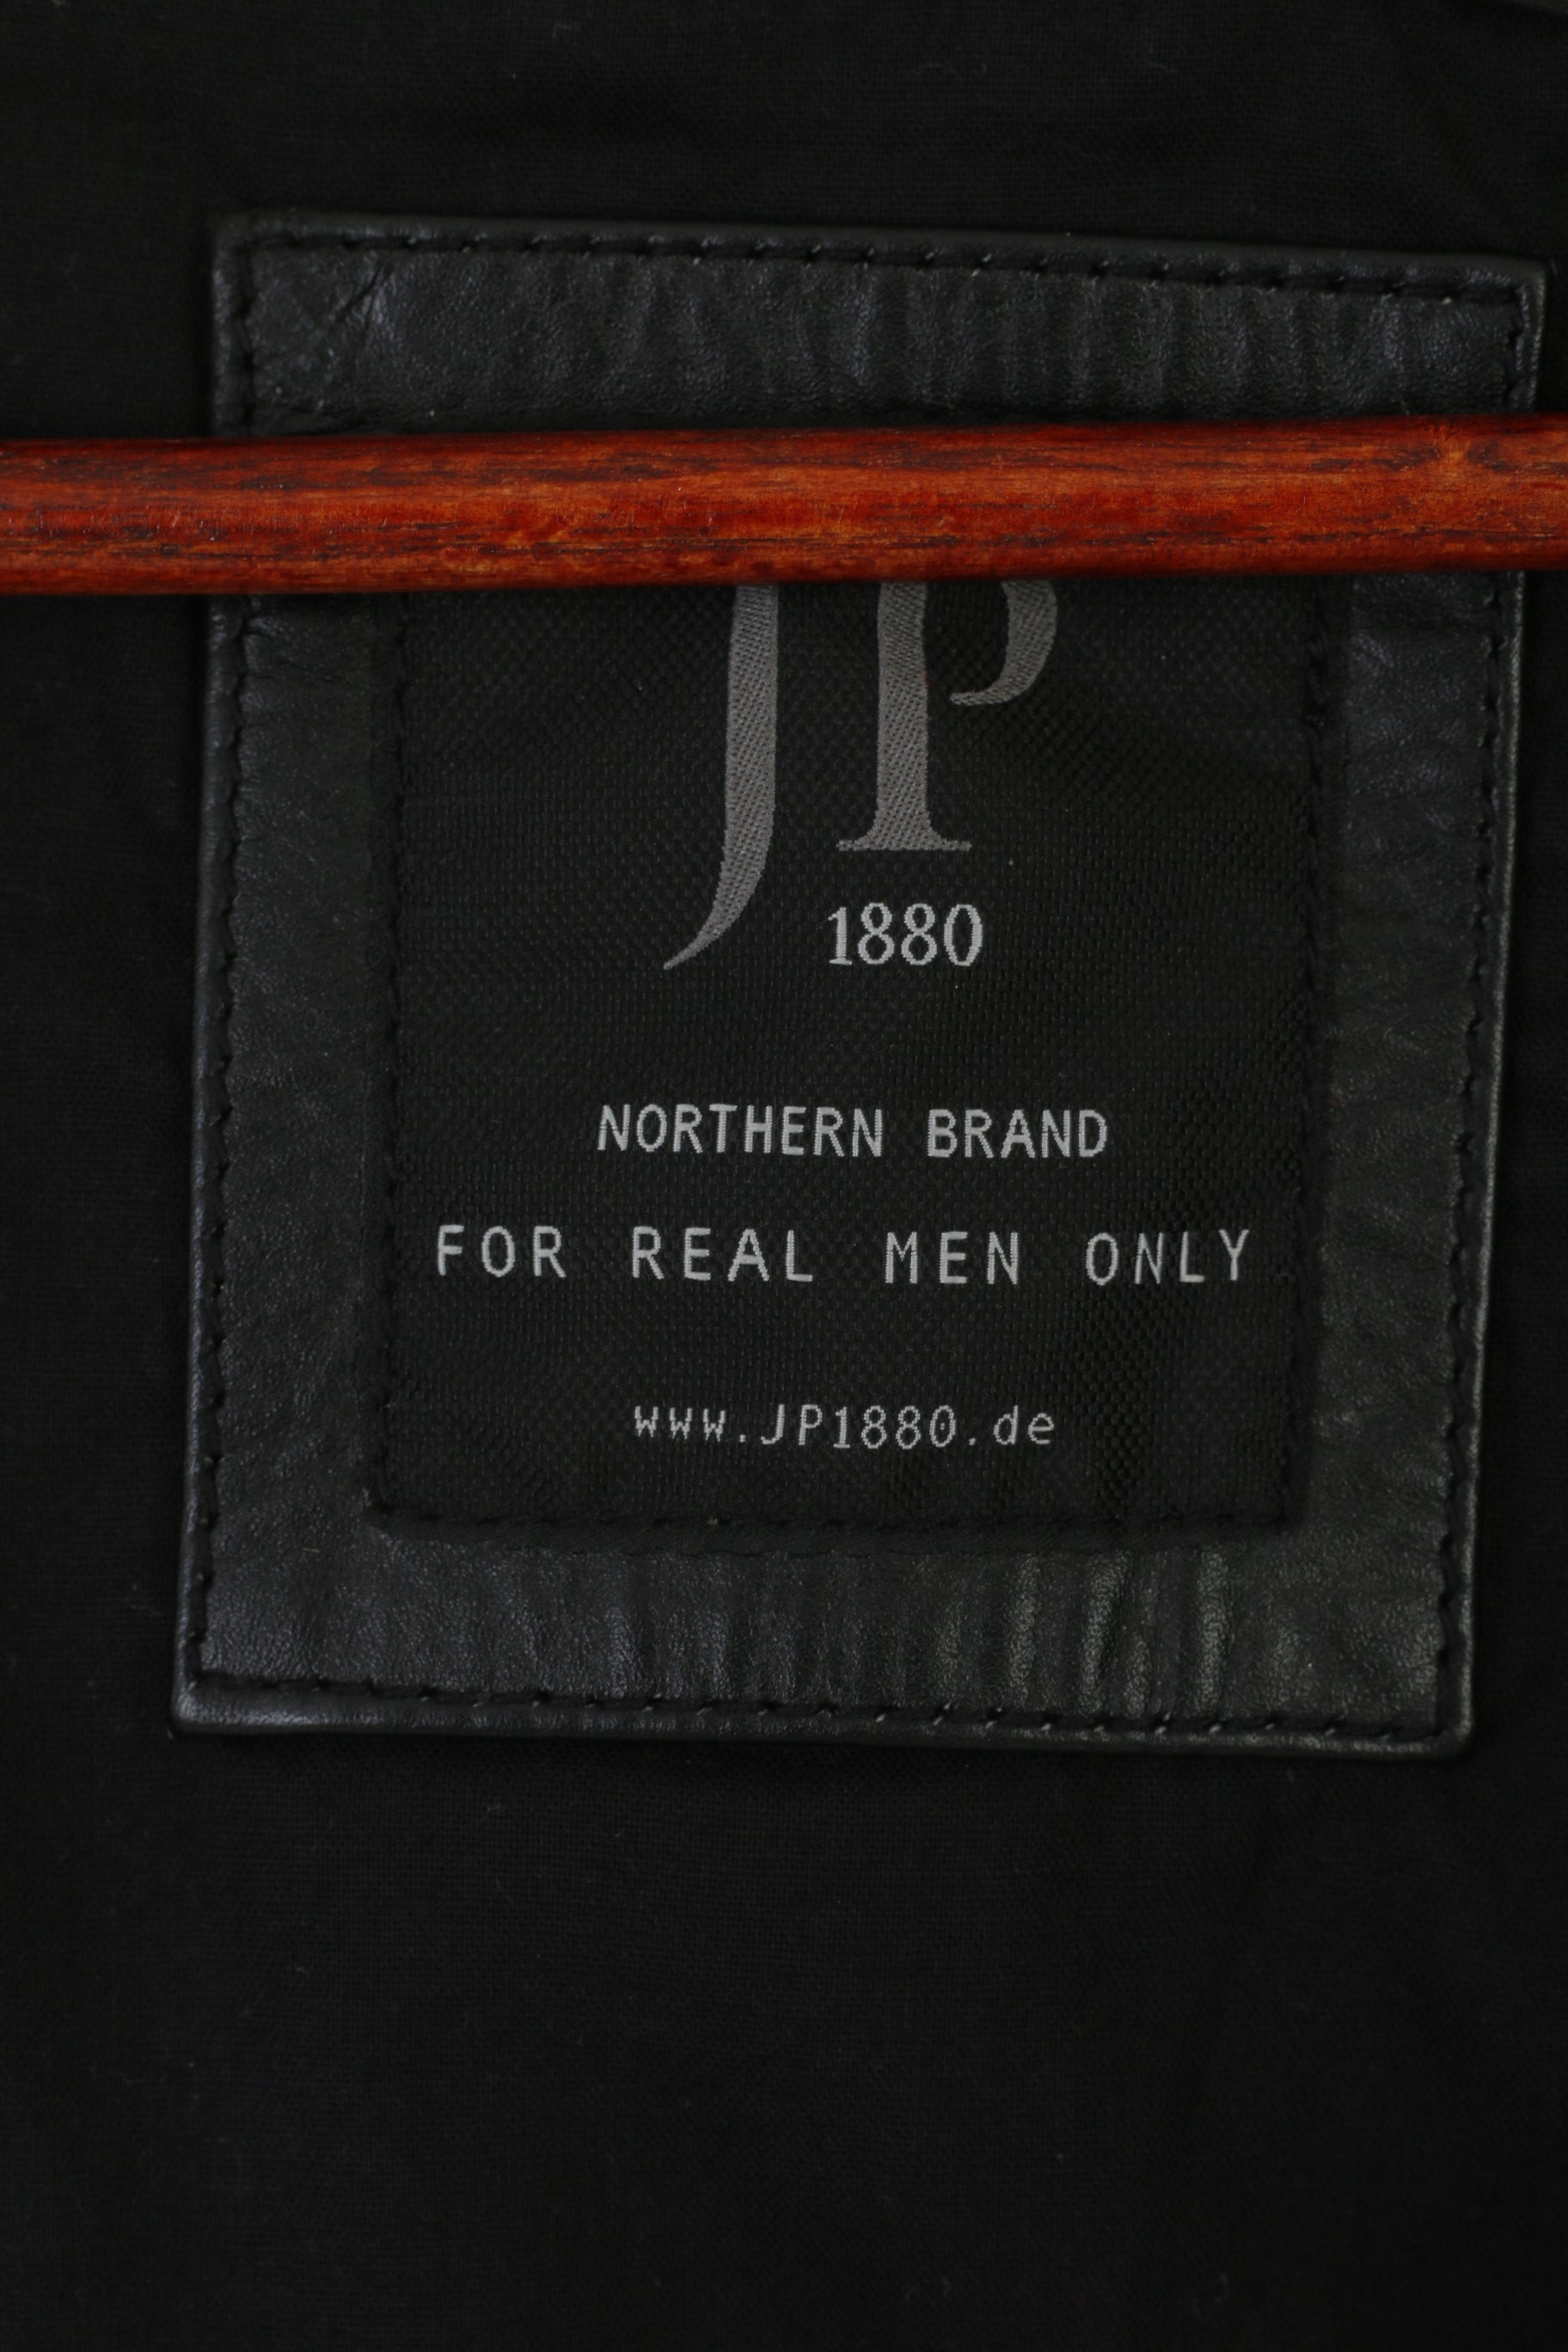 JP
1880
NORTHERN BRAND
FOR REAL MEN ONLY
www.JP1880.de